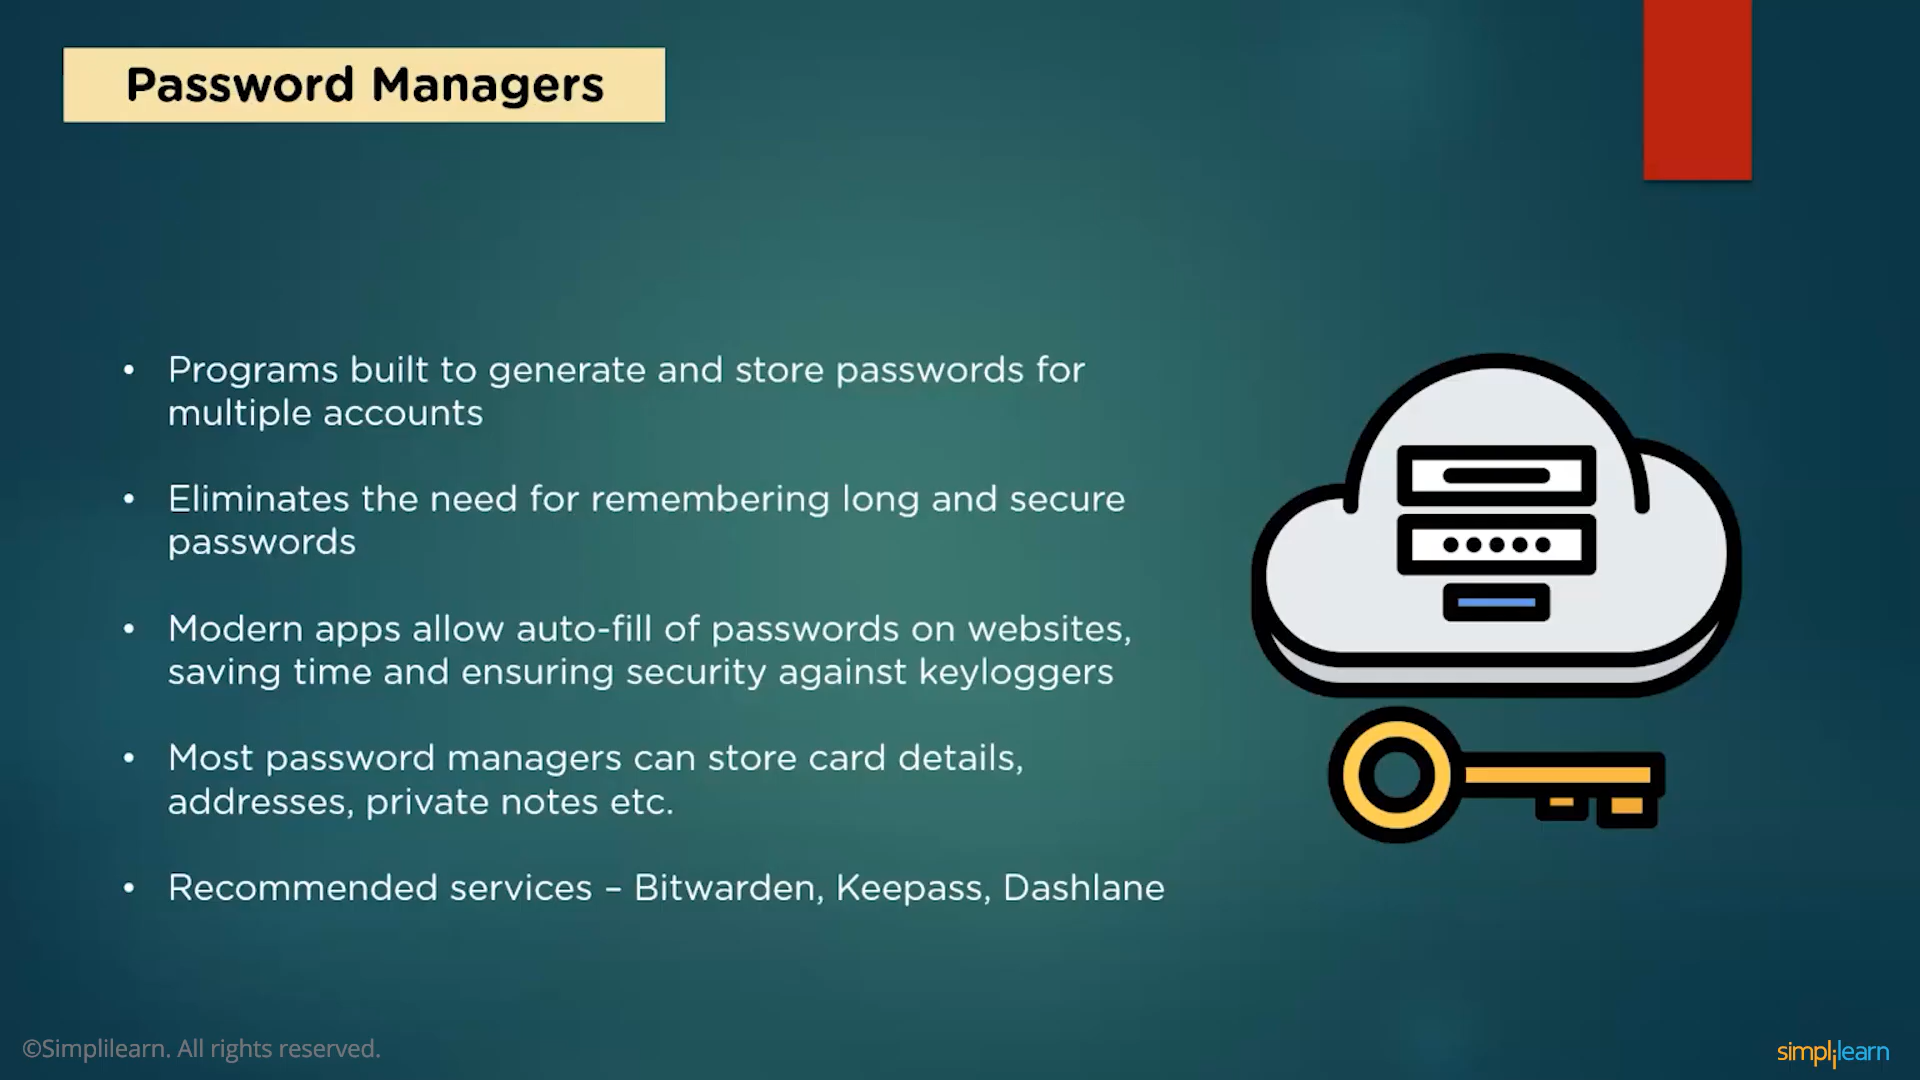 Password Managers
• Programs built to generate and store passwords for
multiple accounts
• Eliminates the need for remembering long and secure
passwords
• Modern apps allow auto-fill of passwords on websites,
saving time and ensuring security against keyloggers
• Most password managers can store card details,
addresses, private notes etc.
• Recommended services – Bitwarden, Keepass, Dashlane
©Simplilearn. All rights reserved.
simplilearn